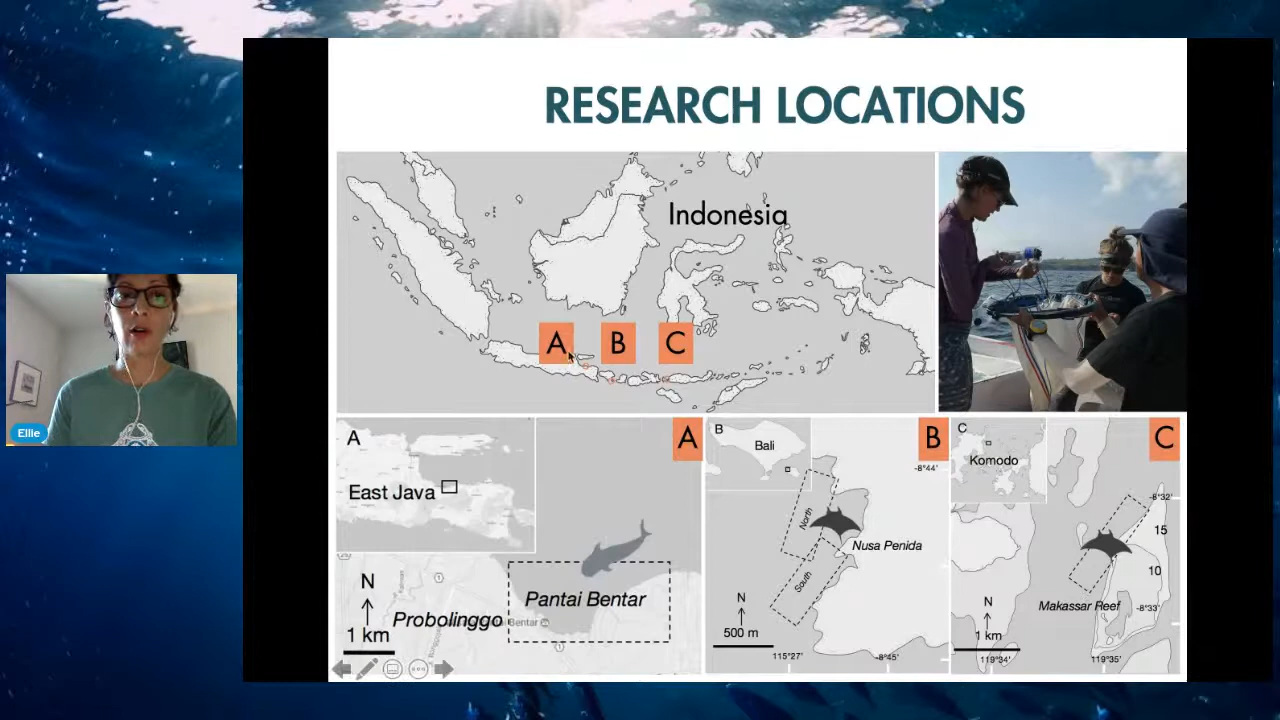 RESEARCH LOCATIONS
Indonesia
A
B
C
Ellie
A
A
East Java
N
1 km
Probolinggo
Pantai Bentar
Bentar
B
B
Bali
-8°44'
North
South
Nusa Penida
N
500 m
115°27'
-8°45'
C
C
Komodo
-8°32'
15
10
Makassar Reef
-8°33'
N
1 km
119°34'
119°35'